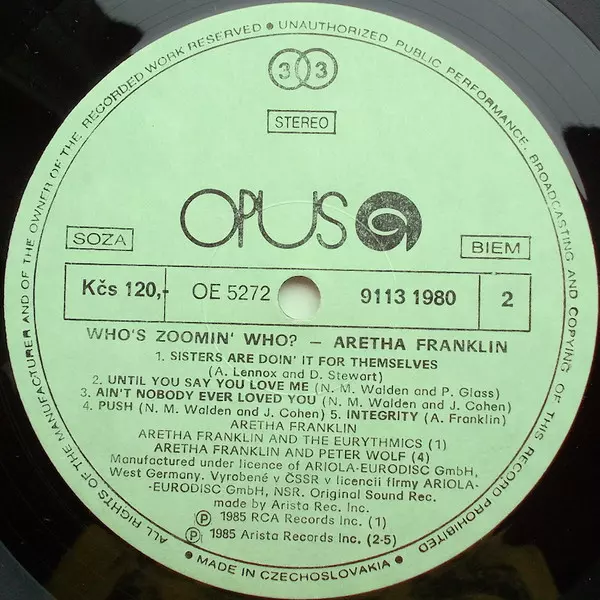 ALL RIGHTS OF THE MANUFACTURER AND OF THE OWNER OF THE RECORDED WORK RESERVED ● UNAUTHORIZED PUBLIC PERFORMANCE, BROADCASTING AND COPYING OF THIS RECORD PROHIBITED
33
STEREO
OPUS
SOZA
BIEM
Kčs 120,- OE 5272 9113 1980 2
WHO'S ZOOMIN' WHO? — ARETHA FRANKLIN
1. SISTERS ARE DOIN' IT FOR THEMSELVES
(A. Lennox and D. Stewart)
2. UNTIL YOU SAY YOU LOVE ME (N. M. Walden and P. Glass)
3. AIN'T NOBODY EVER LOVED YOU (N. M. Walden and J. Cohen)
4. PUSH (N. M. Walden and J. Cohen) 5. INTEGRITY (A. Franklin)
ARETHA FRANKLIN
ARETHA FRANKLIN AND THE EURYTHMICS (1)
ARETHA FRANKLIN AND PETER WOLF (4)
Manufactured under licence of ARIOLA-EURODISC GmbH,
West Germany. Vyrobené v ČSSR v licencii firmy ARIOLA-
-EURODISC GmbH, NSR. Original Sound Rec.
made by Arista Rec. Inc.
Ⓟ 1985 RCA Records Inc. (1)
Ⓟ 1985 Arista Records Inc. (2-5)
● MADE IN CZECHOSLOVAKIA ●